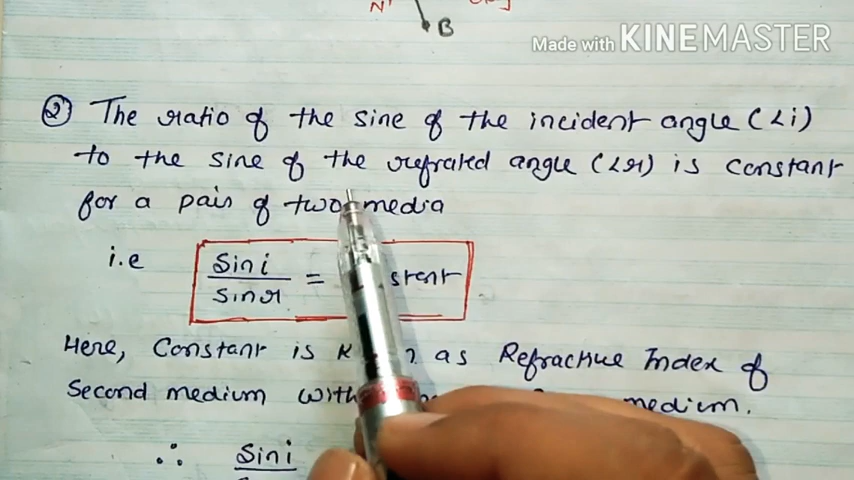 N'
B
Made with KINEMASTER
② The ratio of the sine of the incident angle (∠i)
to the sine of the refrated angle (∠r) is constant
for a pair of two media
i.e sin i / sin r =
Here, Constant is as Refractive Index of
Second medium medium.
∴ sin i